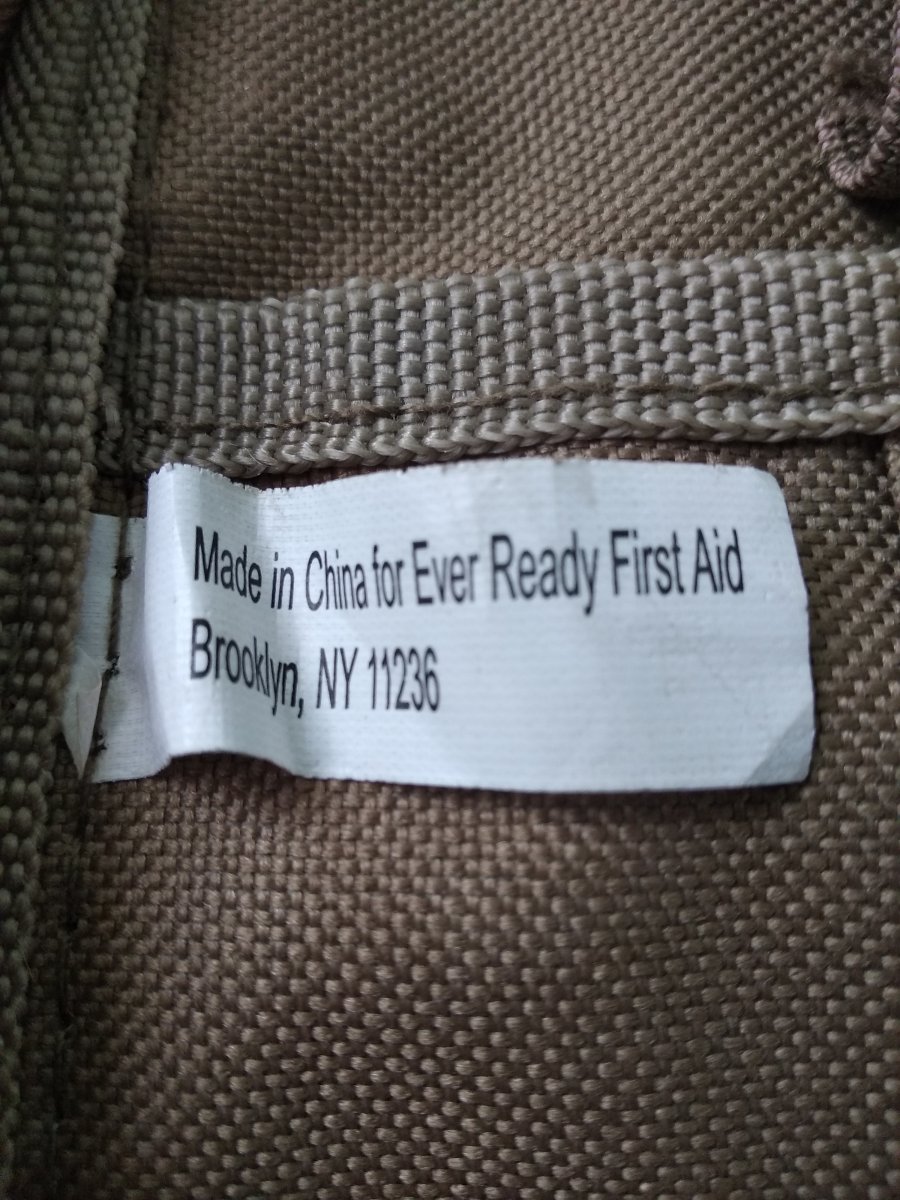 Made in China for Ever Ready First Aid
Brooklyn, NY 11236